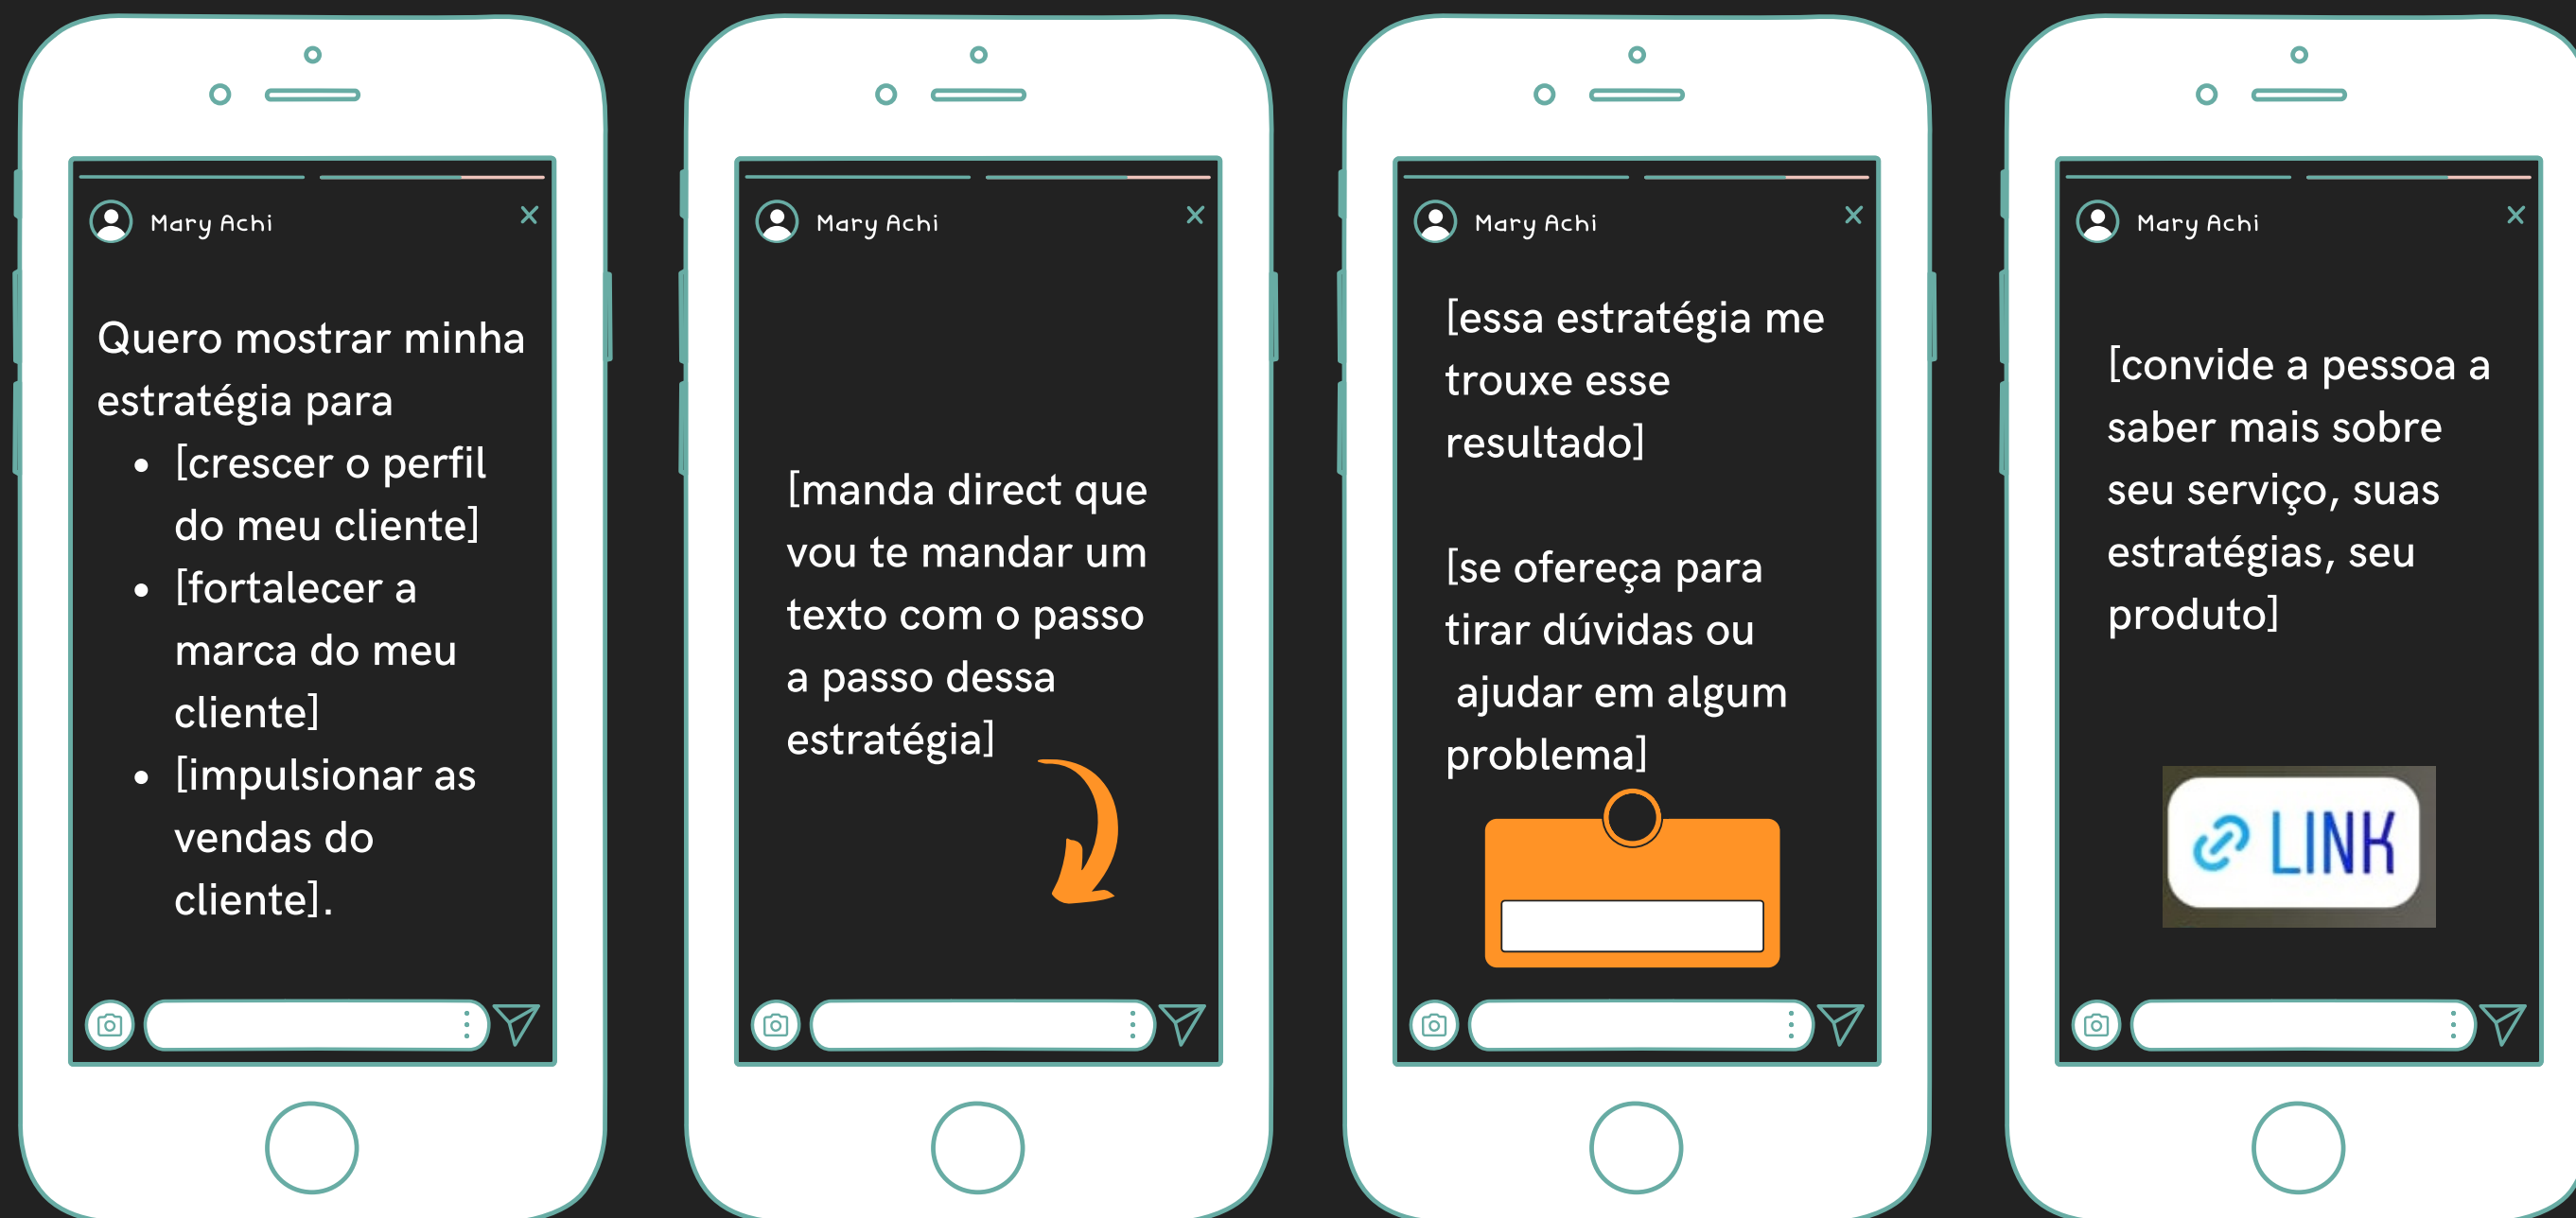 Mary Achi
Quero mostrar minha
estratégia para
• [crescer o perfil
do meu cliente]
• [fortalecer a
marca do meu
cliente]
• [impulsionar as
vendas do
cliente].
Mary Achi
[manda direct que
vou te mandar um
texto com o passo
a passo dessa
estratégia]
Mary Achi
[essa estratégia me
trouxe esse
resultado]
[se ofereça para
tirar dúvidas ou
ajudar em algum
problema]
Mary Achi
[convide a pessoa a
saber mais sobre
seu serviço, suas
estratégias, seu
produto]
LINK